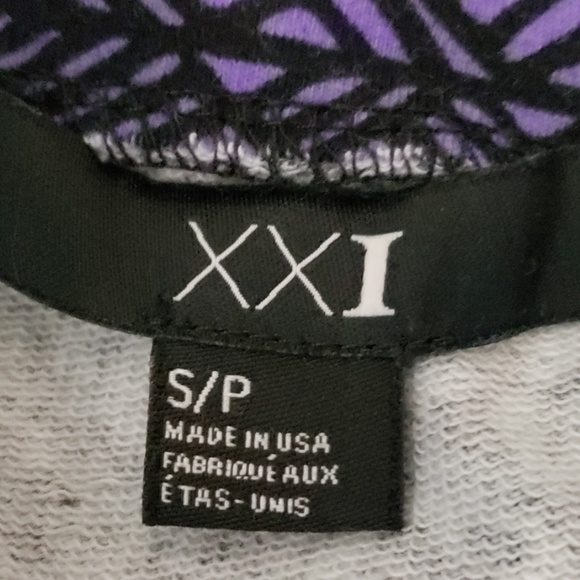 XXI
S/P
MADE IN USA
FABRIQUÉ AUX
ÉTAS-UNIS